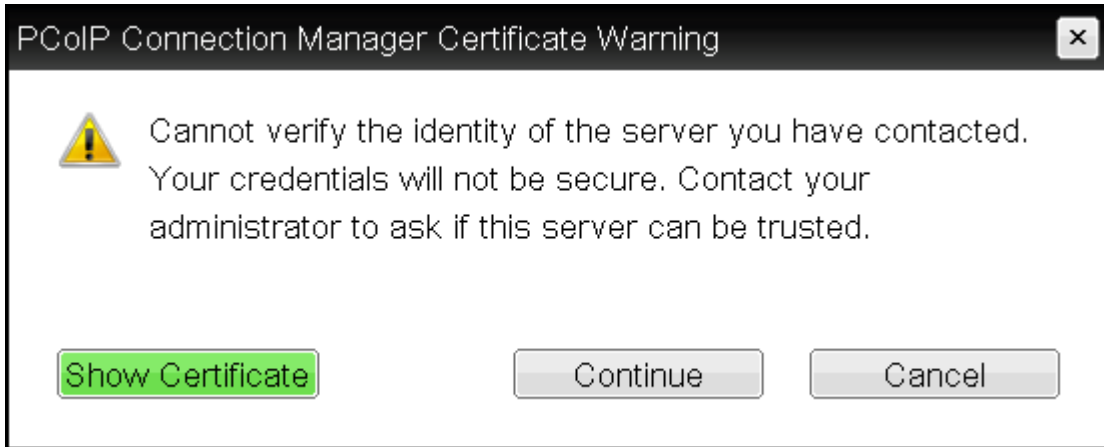 PCoIP Connection Manager Certificate Warning
Cannot verify the identity of the server you have contacted.
Your credentials will not be secure. Contact your
administrator to ask if this server can be trusted.
Show Certificate
Continue
Cancel